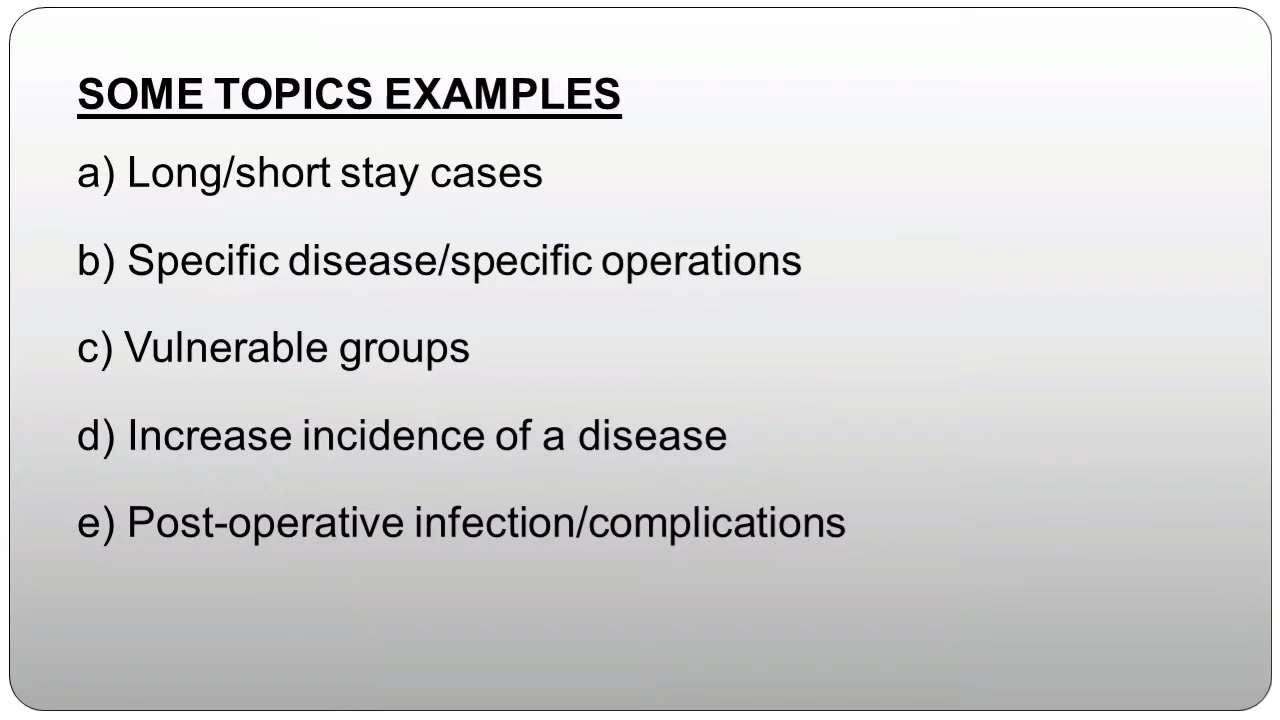 SOME TOPICS EXAMPLES
a) Long/short stay cases
b) Specific disease/specific operations
c) Vulnerable groups
d) Increase incidence of a disease
e) Post-operative infection/complications